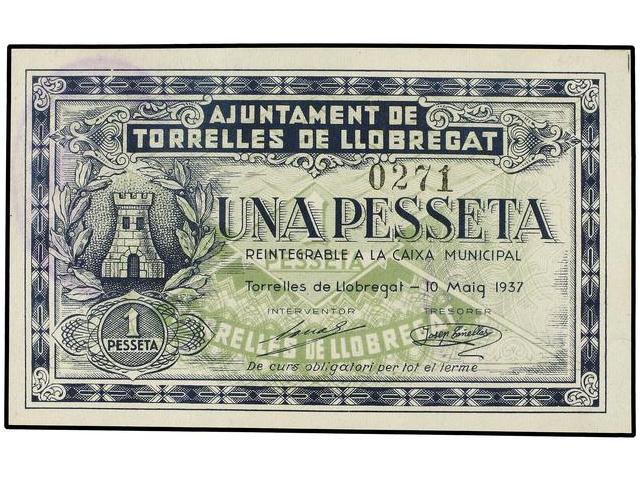 AJUNTAMENT DE
TORRELLES DE LLOBREGAT
0271
UNA PESSETA
PESSETA
REINTEGRABLE A LA CAIXA MUNICIPAL
Torrelles de Llobregat — 10 Maig 1937
INTERVENTOR TRESORER
1
PESSETA
RELLES DE LLOBRE
De curs obligatori per tot el terme